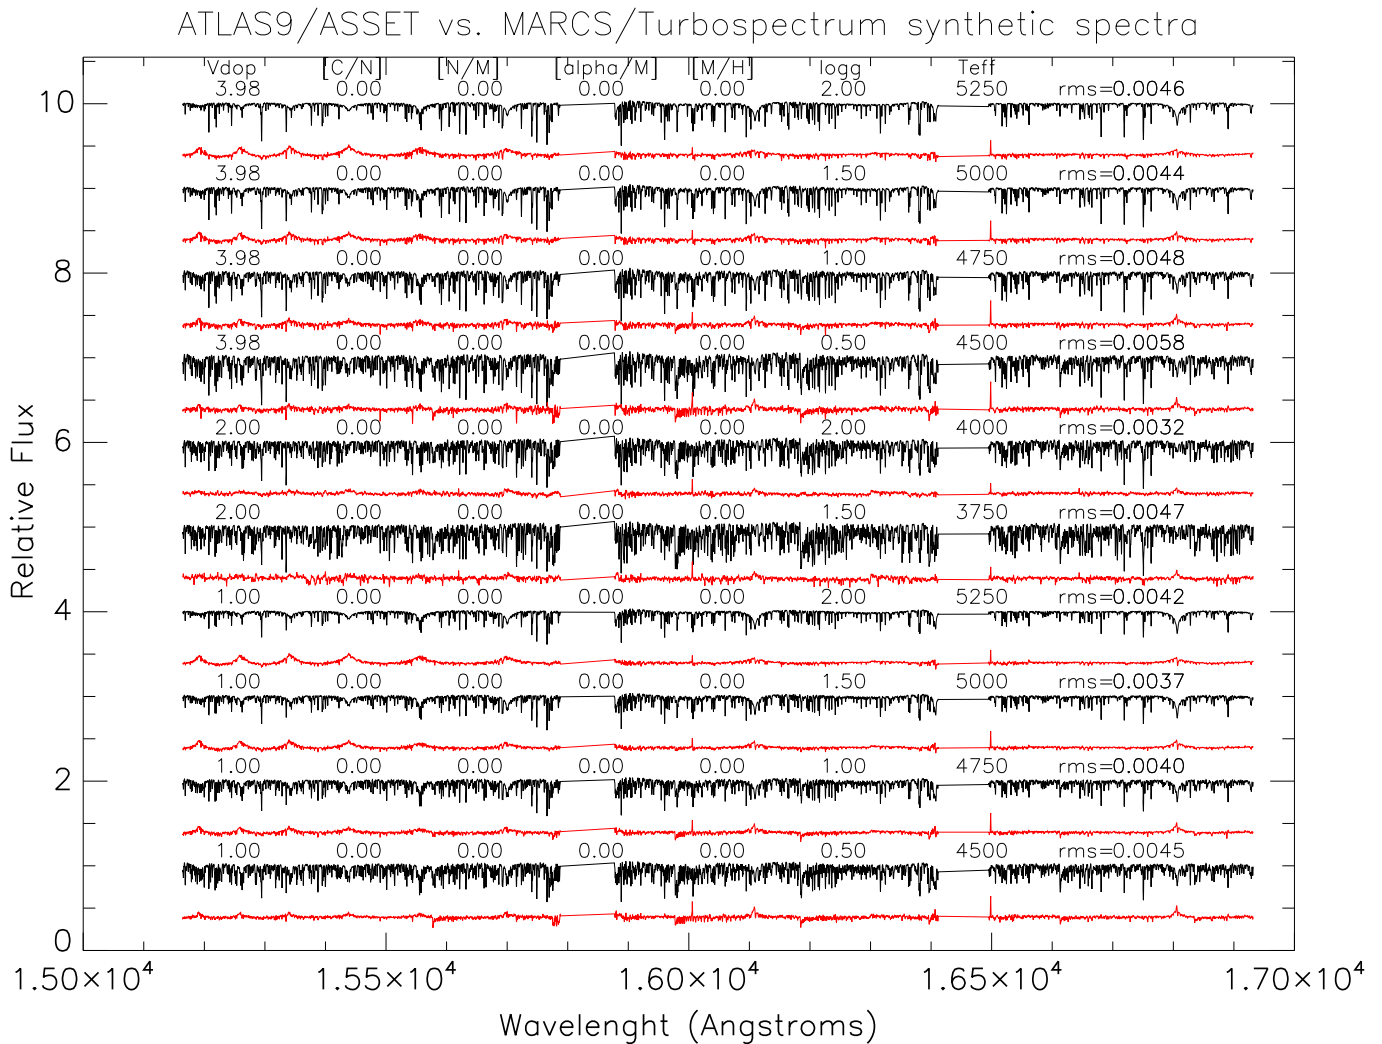 ATLAS9/ASSET vs. MARCS/Turbospectrum synthetic spectra
Vdop [C/N] [N/M] [alpha/M] [M/H] logg Teff
3.98 0.00 0.00 0.00 0.00 2.00 5250 rms=0.0046
10
3.98 0.00 0.00 0.00 0.00 1.50 5000 rms=0.0044
3.98 0.00 0.00 0.00 0.00 1.00 4750 rms=0.0048
8
3.98 0.00 0.00 0.00 0.00 0.50 4500 rms=0.0058
2.00 0.00 0.00 0.00 0.00 2.00 4000 rms=0.0032
6
2.00 0.00 0.00 0.00 0.00 1.50 3750 rms=0.0047
1.00 0.00 0.00 0.00 0.00 2.00 5250 rms=0.0042
4
1.00 0.00 0.00 0.00 0.00 1.50 5000 rms=0.0037
1.00 0.00 0.00 0.00 0.00 1.00 4750 rms=0.0040
2
1.00 0.00 0.00 0.00 0.00 0.50 4500 rms=0.0045
0
Relative Flux
1.50×10⁴ 1.55×10⁴ 1.60×10⁴ 1.65×10⁴ 1.70×10⁴
Wavelenght (Angstroms)